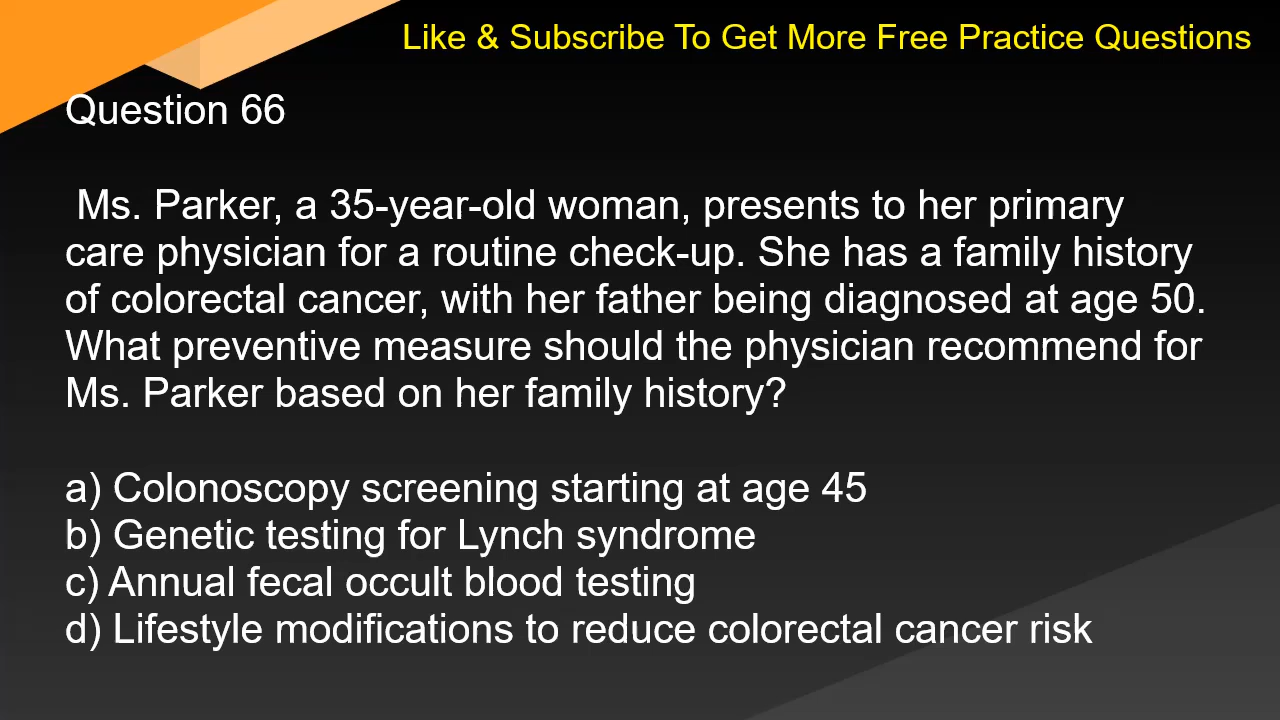 Like & Subscribe To Get More Free Practice Questions
Question 66
Ms. Parker, a 35-year-old woman, presents to her primary
care physician for a routine check-up. She has a family history
of colorectal cancer, with her father being diagnosed at age 50.
What preventive measure should the physician recommend for
Ms. Parker based on her family history?
a) Colonoscopy screening starting at age 45
b) Genetic testing for Lynch syndrome
c) Annual fecal occult blood testing
d) Lifestyle modifications to reduce colorectal cancer risk